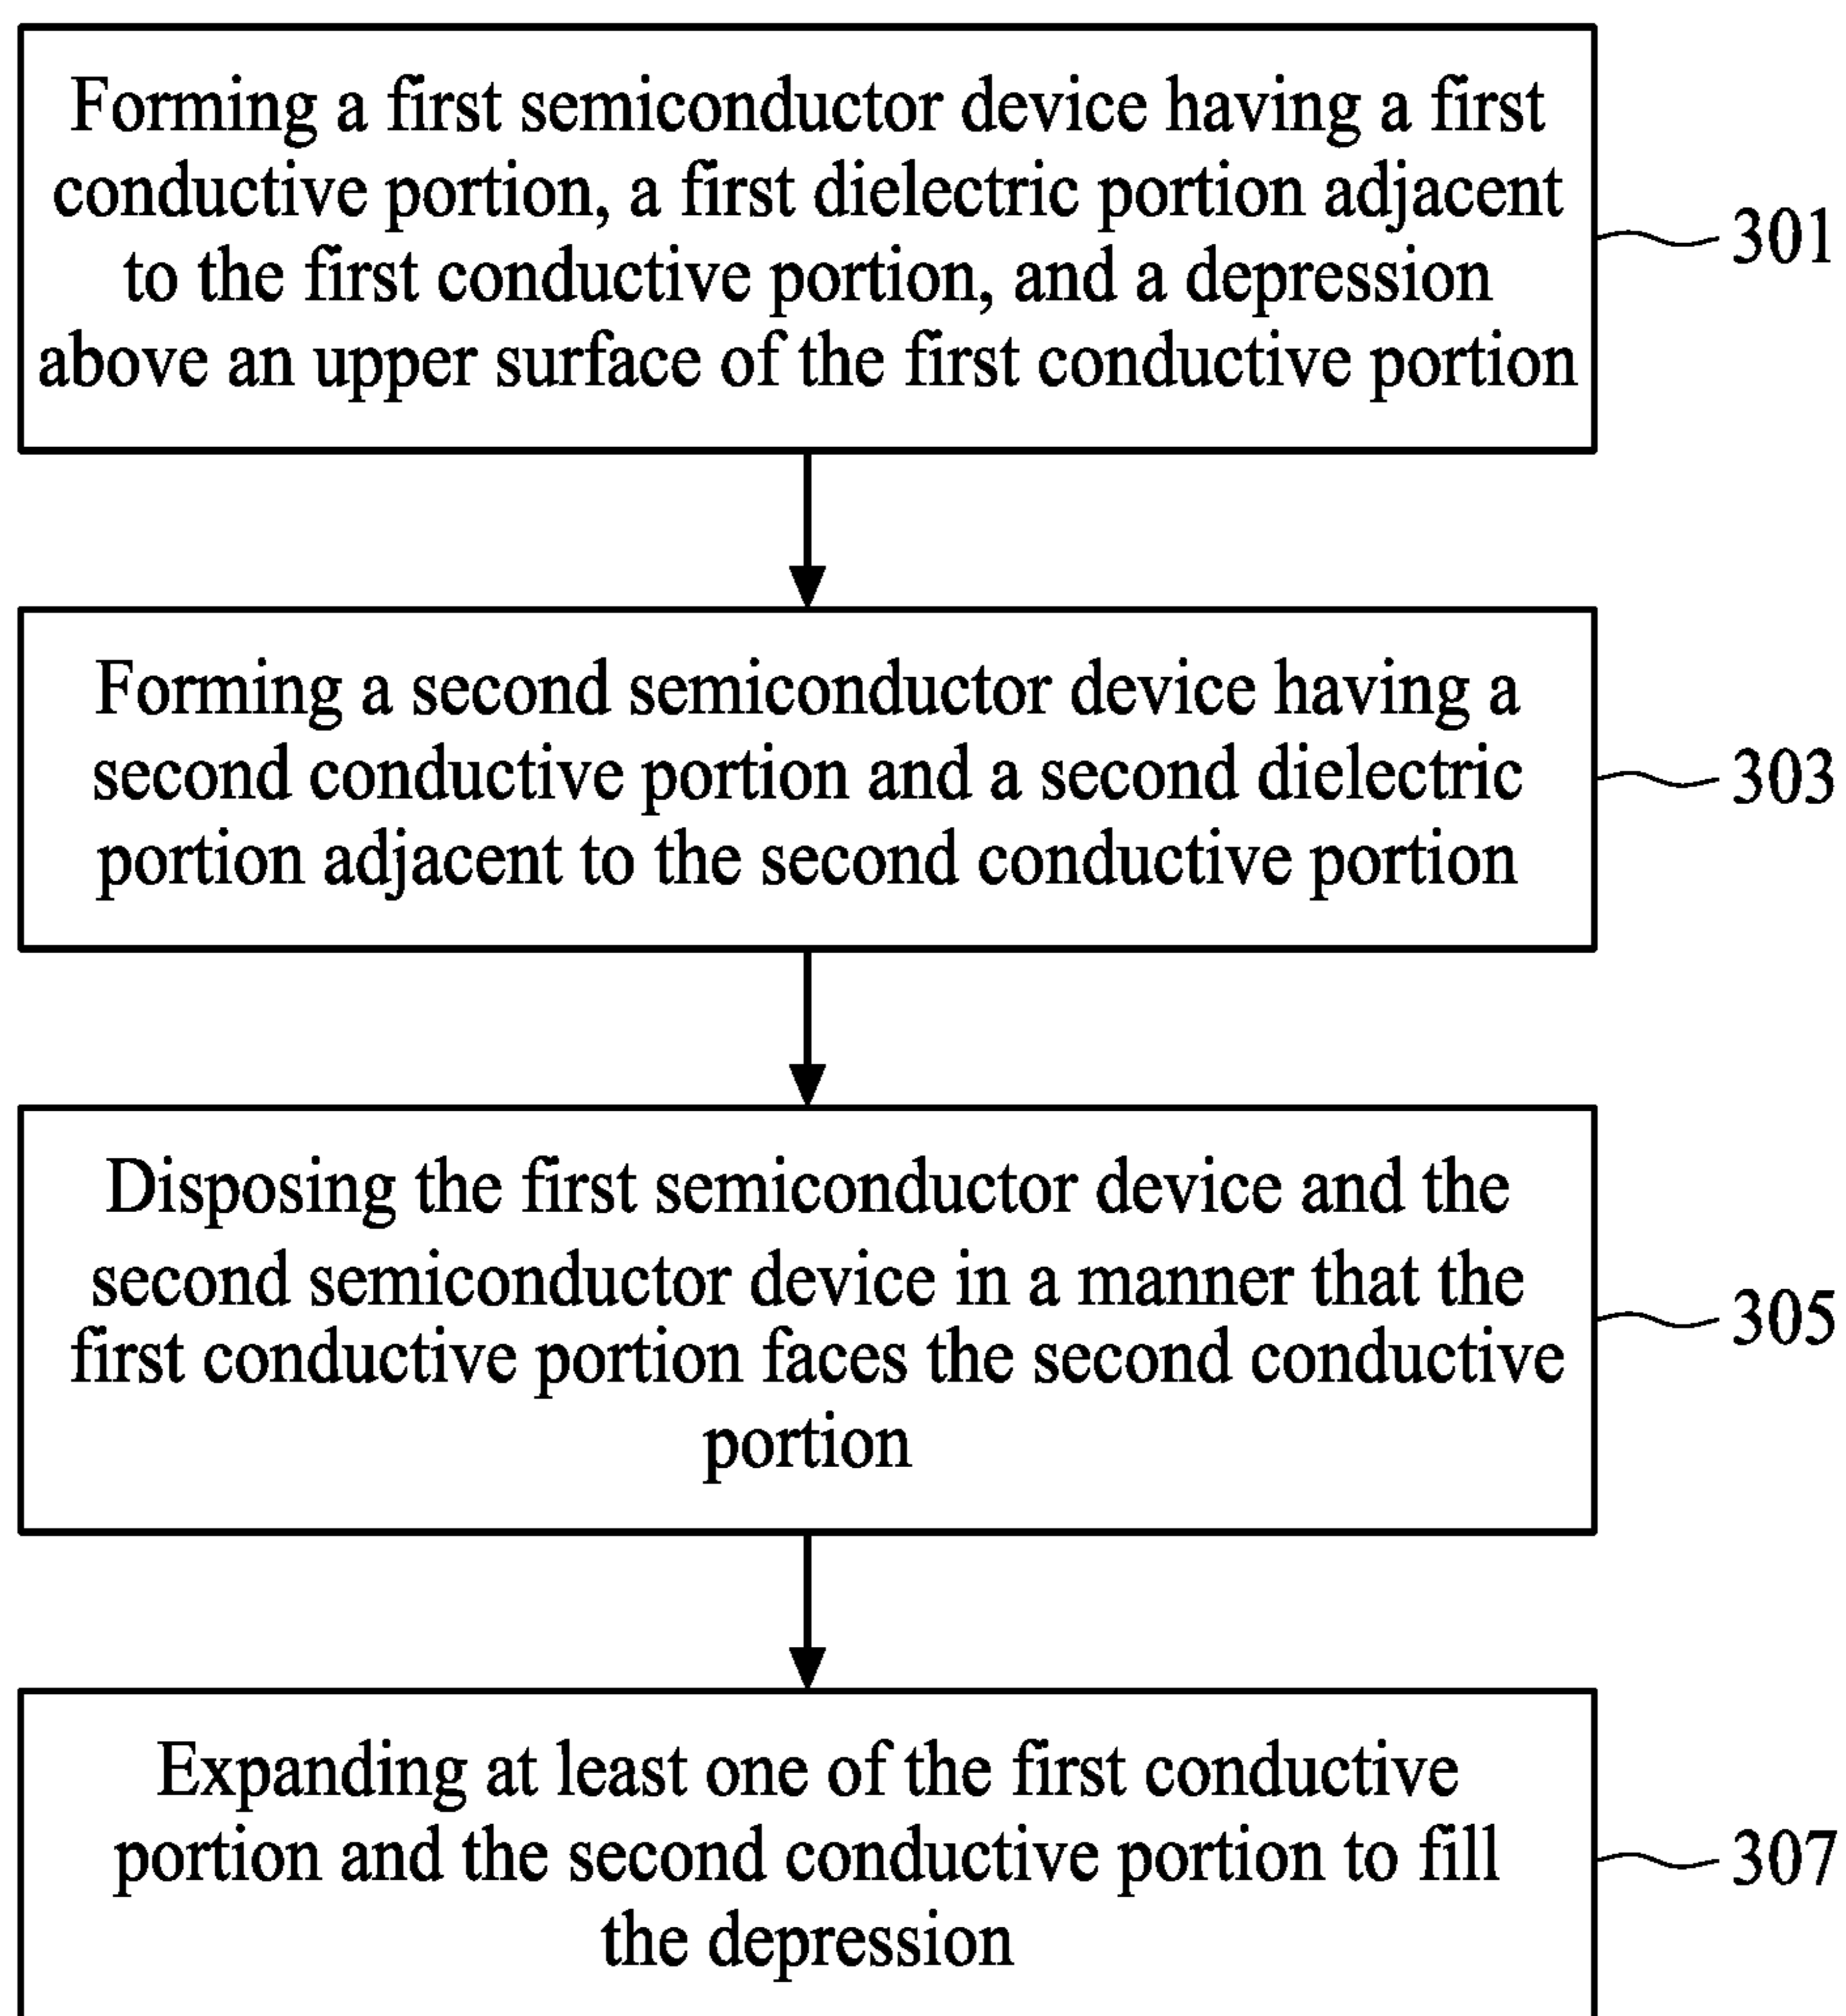 Forming a first semiconductor device having a first
conductive portion, a first dielectric portion adjacent
to the first conductive portion, and a depression
above an upper surface of the first conductive portion
301
Forming a second semiconductor device having a
second conductive portion and a second dielectric
portion adjacent to the second conductive portion
303
Disposing the first semiconductor device and the
second semiconductor device in a manner that the
first conductive portion faces the second conductive
portion
305
Expanding at least one of the first conductive
portion and the second conductive portion to fill
the depression
307